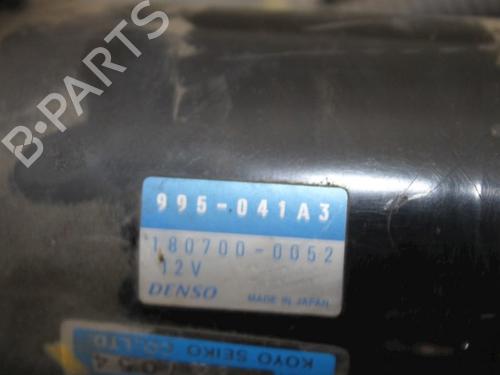 B-PARTS
995-041A3
180700-0052
12V
DENSO
MADE IN JAPAN
KOYO SEIKO
CO.,LTD.